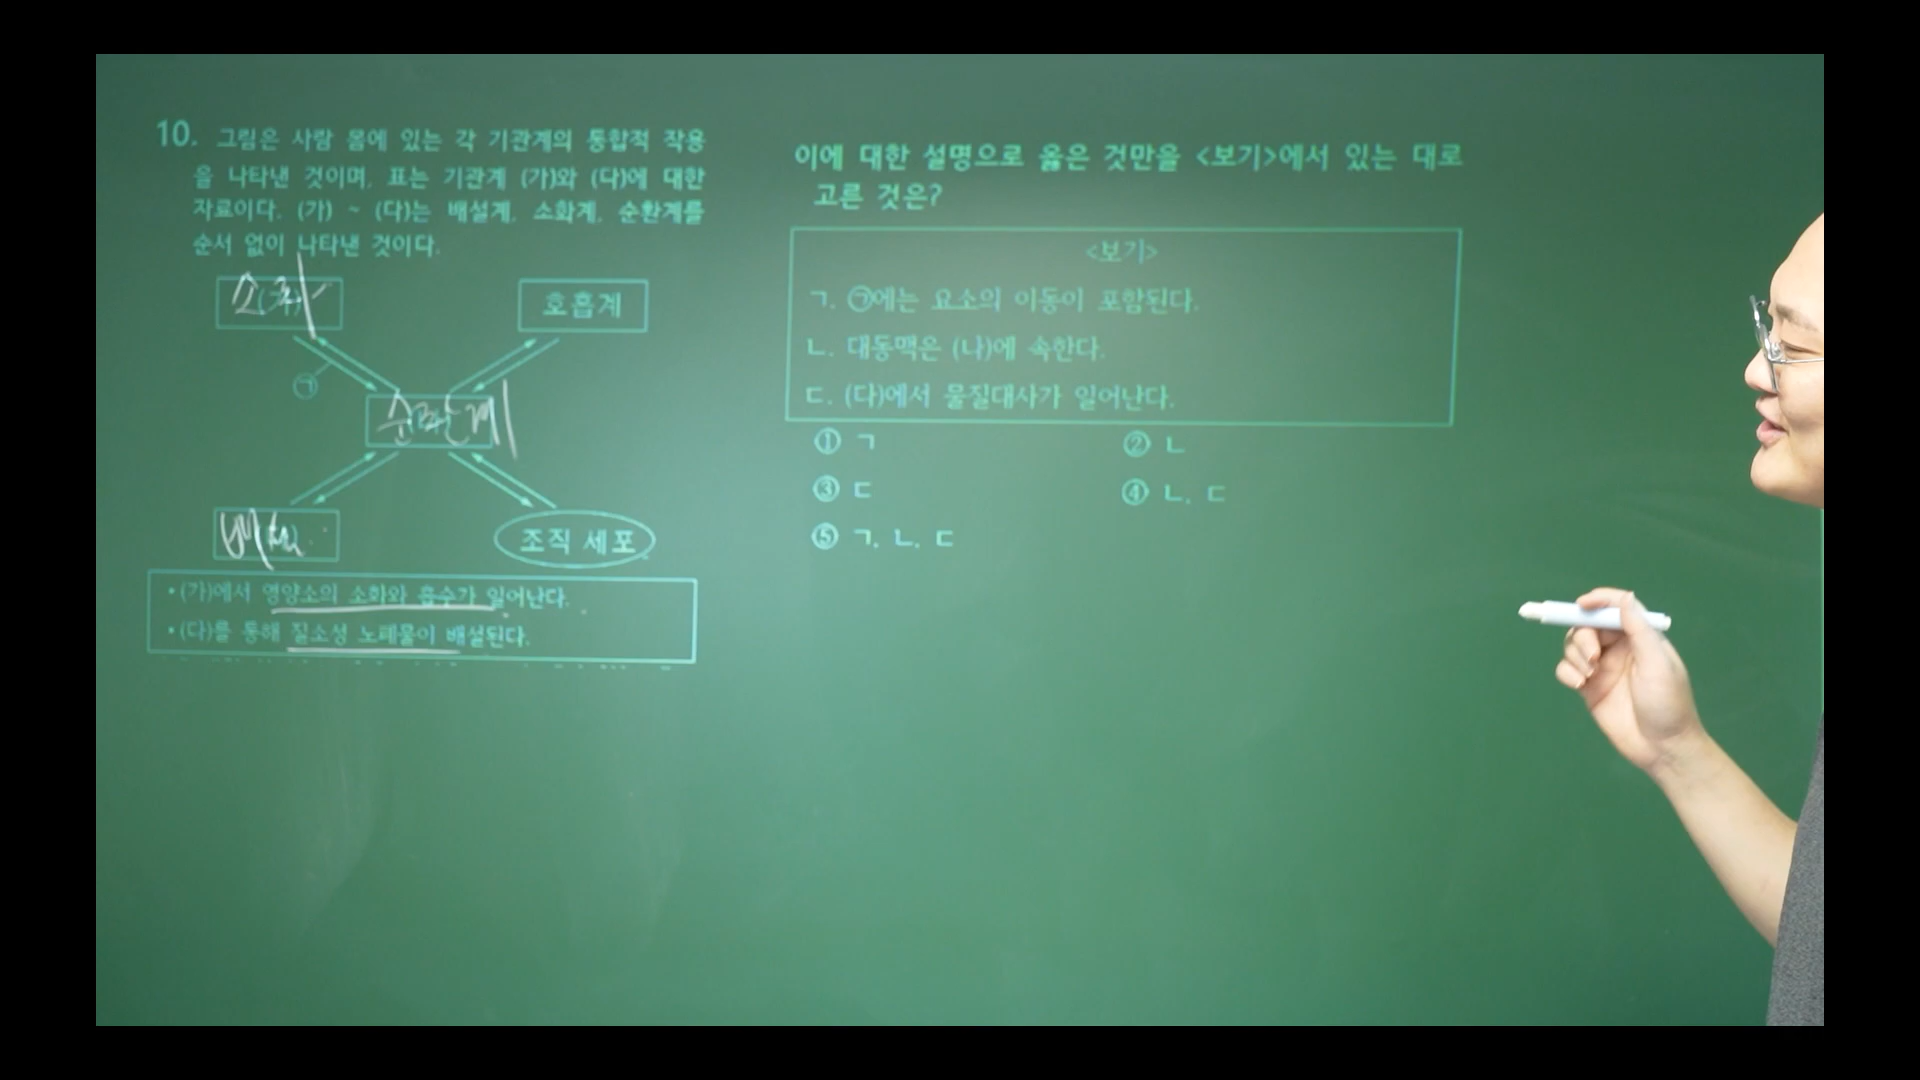 10. 그림은 사람 몸에 있는 각 기관계의 통합적 작용
을 나타낸 것이며, 표는 기관계 (가)와 (다)에 대한
자료이다. (가) ~ (다)는 배설계, 소화계, 순환계를
순서 없이 나타낸 것이다.
소화
호흡계
㉠
순환계
배설
조직 세포
•(가)에서 영양소의 소화와 흡수가 일어난다.
•(다)를 통해 질소성 노폐물이 배설된다.
이에 대한 설명으로 옳은 것만을 <보기>에서 있는 대로
고른 것은?
<보기>
ㄱ. ㉠에는 요소의 이동이 포함된다.
ㄴ. 대동맥은 (나)에 속한다.
ㄷ. (다)에서 물질대사가 일어난다.
① ㄱ
② ㄴ
③ ㄷ
④ ㄴ, ㄷ
⑤ ㄱ, ㄴ, ㄷ